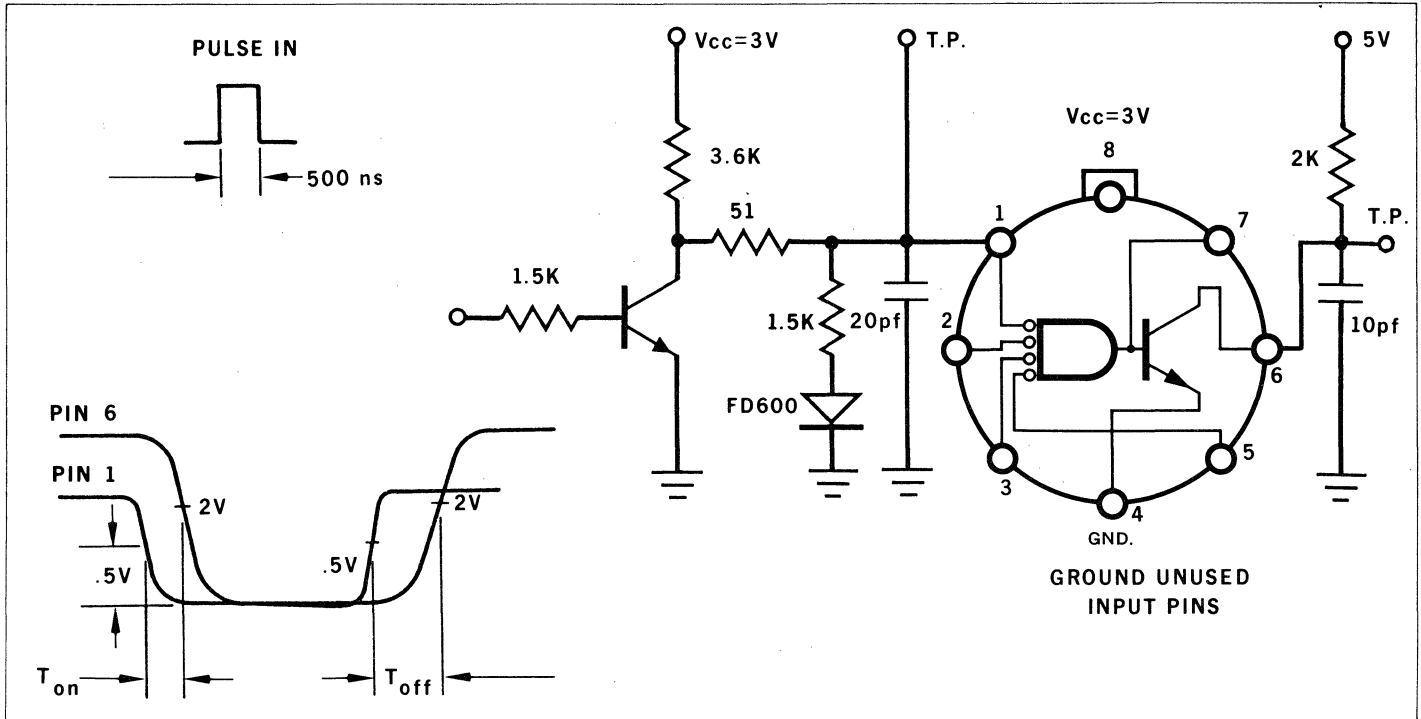 PULSE IN
500 ns
Vcc=3V
3.6K
51
1.5K
1.5K
20pf
FD600
T.P.
Vcc=3V
8
1
7
2
6
3
5
4
GND.
GROUND UNUSED
INPUT PINS
5V
2K
T.P.
10pf
PIN 6
PIN 1
2V
2V
.5V
.5V
Ton
Toff